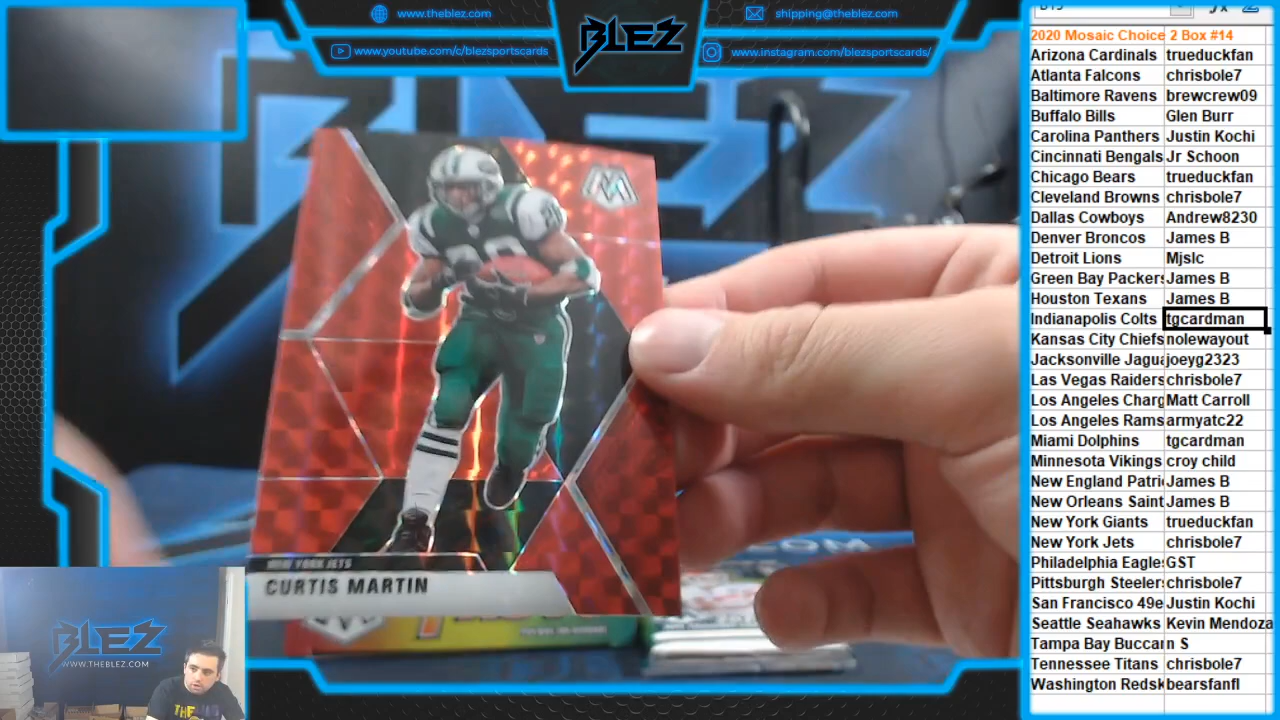 www.theblez.com
shipping@theblez.com
www.youtube.com/c/blezsportscards
www.instagram.com/blezsportscards/
BLEZ
2020 Mosaic Choice 2 Box #14
Arizona Cardinals trueduckfan
Atlanta Falcons chrisbole7
Baltimore Ravens brewcrew09
Buffalo Bills Glen Burr
Carolina Panthers Justin Kochi
Cincinnati Bengals Jr Schoon
Chicago Bears trueduckfan
Cleveland Browns chrisbole7
Dallas Cowboys Andrew8230
Denver Broncos James B
Detroit Lions Mjslc
Green Bay Packers James B
Houston Texans James B
Indianapolis Colts tgcardman
Kansas City Chiefs nolewayout
Jacksonville Jagua joeyg2323
Las Vegas Raiders chrisbole7
Los Angeles Charg Matt Carroll
Los Angeles Rams armyatc22
Miami Dolphins tgcardman
Minnesota Vikings croy child
New England Patri James B
New Orleans Saint James B
New York Giants trueduckfan
New York Jets chrisbole7
Philadelphia Eagle GST
Pittsburgh Steelers chrisbole7
San Francisco 49e Justin Kochi
Seattle Seahawks Kevin Mendoza
Tampa Bay Buccan n S
Tennessee Titans chrisbole7
Washington Redsk bearsfanfl
BLEZ
M
NEW YORK JETS
CURTIS MARTIN
BLEZ
WWW.THEBLEZ.COM
THE